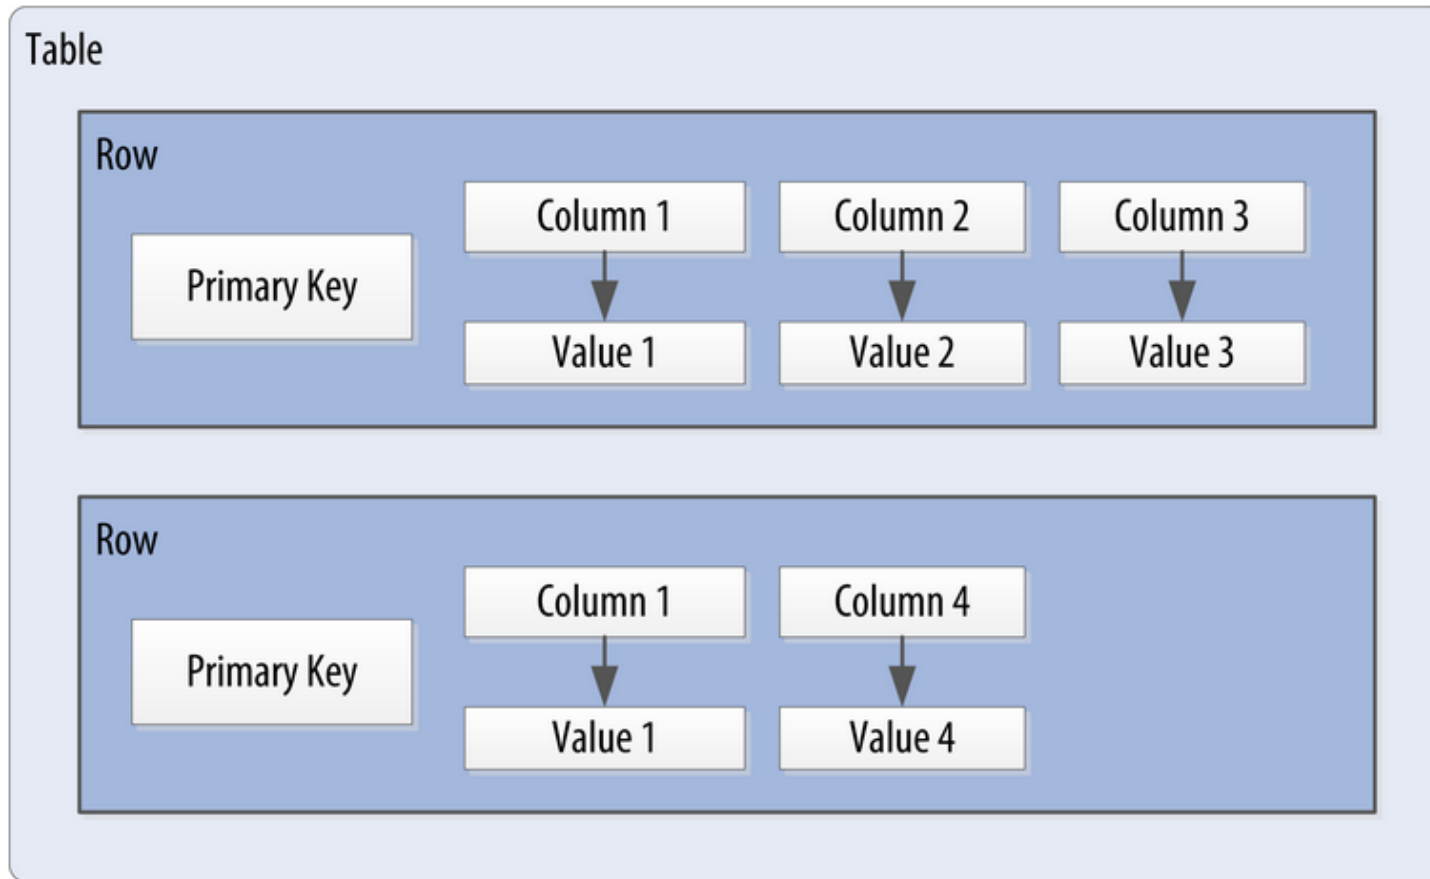 Table
Row
Primary Key
Column 1
Column 2
Column 3
Value 1
Value 2
Value 3
Row
Primary Key
Column 1
Column 4
Value 1
Value 4